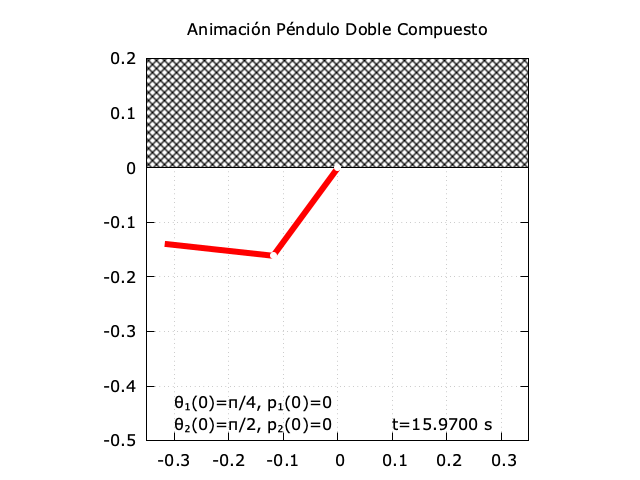 Animación Péndulo Doble Compuesto
0.2
0.1
0
-0.1
-0.2
-0.3
-0.4
-0.5
θ₁(0)=π/4, p₁(0)=0
θ₂(0)=π/2, p₂(0)=0
t=15.9700 s
-0.3 -0.2 -0.1 0 0.1 0.2 0.3